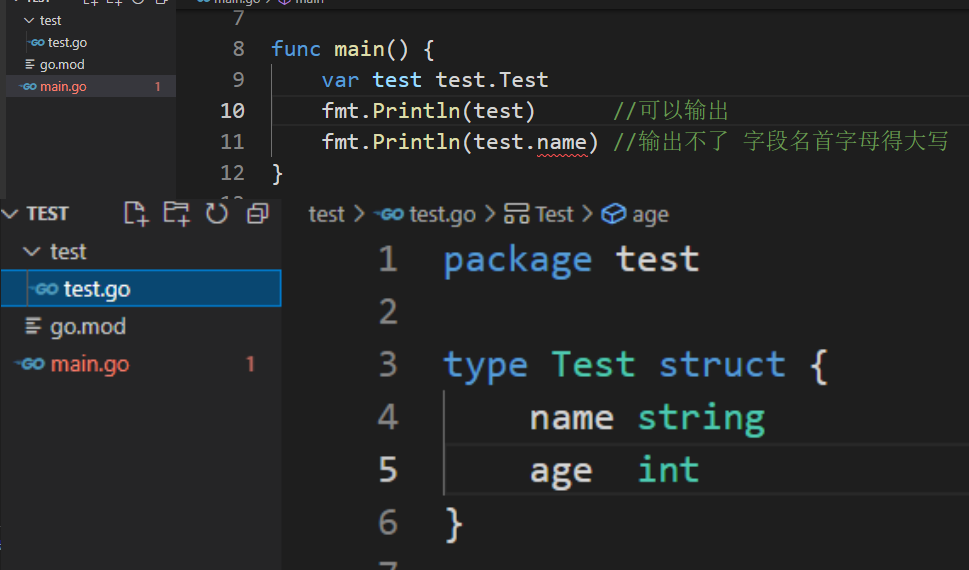 main.go > main
test
test.go
go.mod
main.go 1
7
8 func main() {
9 var test test.Test
10 fmt.Println(test) //可以输出
11 fmt.Println(test.name) //输出不了 字段名首字母得大写
12 }
TEST
test
test.go
go.mod
main.go 1
test > test.go > Test > age
1 package test
2
3 type Test struct {
4 name string
5 age int
6 }